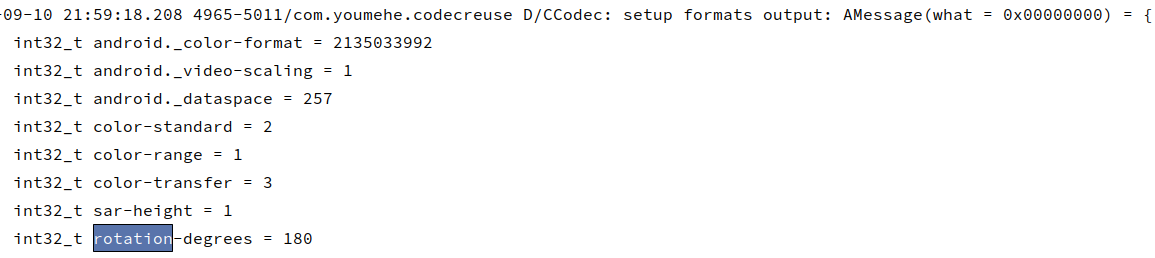 -09-10 21:59:18.208 4965-5011/com.youmehe.codecreuse D/CCodec: setup formats output: AMessage(what = 0x00000000) = {
int32_t android._color-format = 2135033992
int32_t android._video-scaling = 1
int32_t android._dataspace = 257
int32_t color-standard = 2
int32_t color-range = 1
int32_t color-transfer = 3
int32_t sar-height = 1
int32_t rotation-degrees = 180